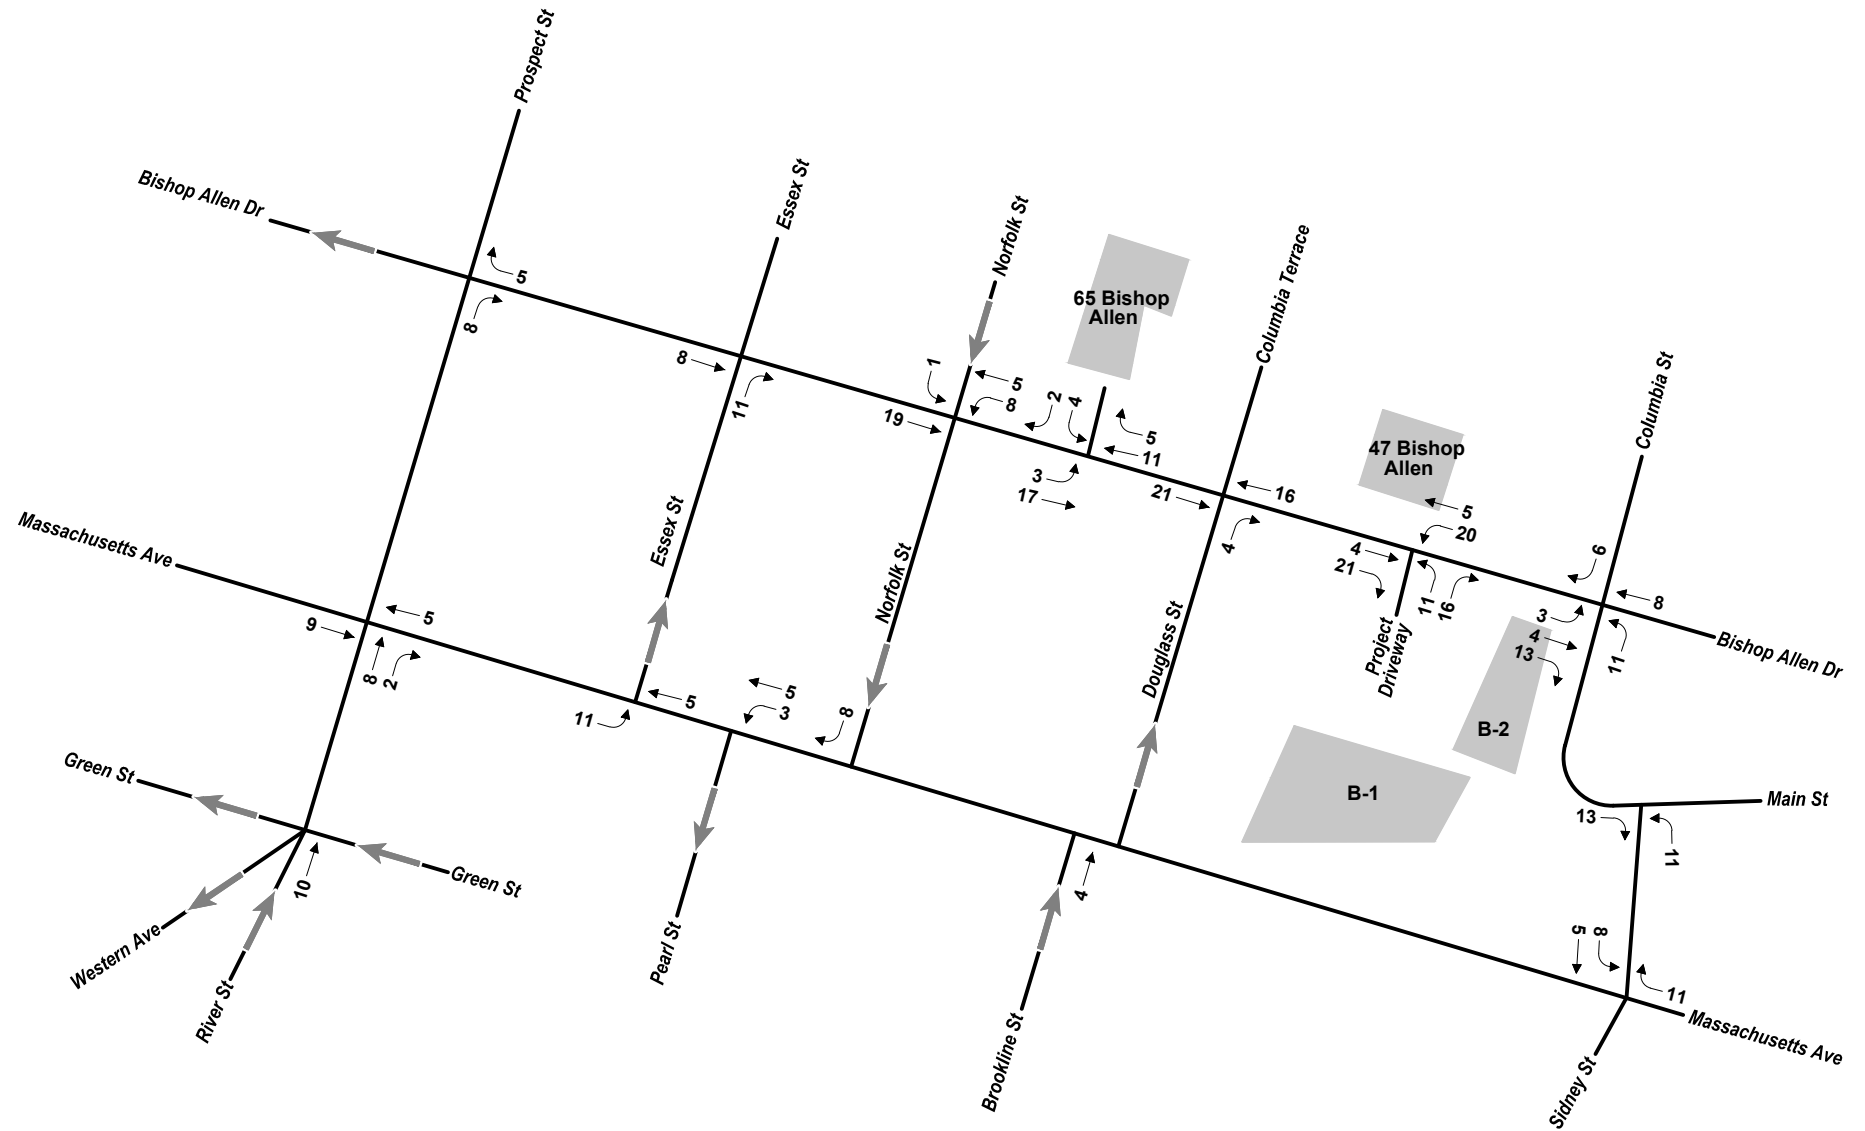 Prospect St
Bishop Allen Dr
Essex St
Norfolk St
65 Bishop
Allen
Columbia Terrace
Columbia St
47 Bishop
Allen
5
8
8
11
1
5
8
19
2
4
5
11
3
17
21
16
4
5
20
4
21
11
16
6
8
3
4
13
11
Bishop Allen Dr
Project
Driveway
Massachusetts Ave
Essex St
Norfolk St
Douglass St
9
5
8
2
11
5
5
3
8
B-2
B-1
Main St
13
11
Green St
Green St
10
Western Ave
River St
Pearl St
4
Brookline St
5
8
11
Massachusetts Ave
Sidney St